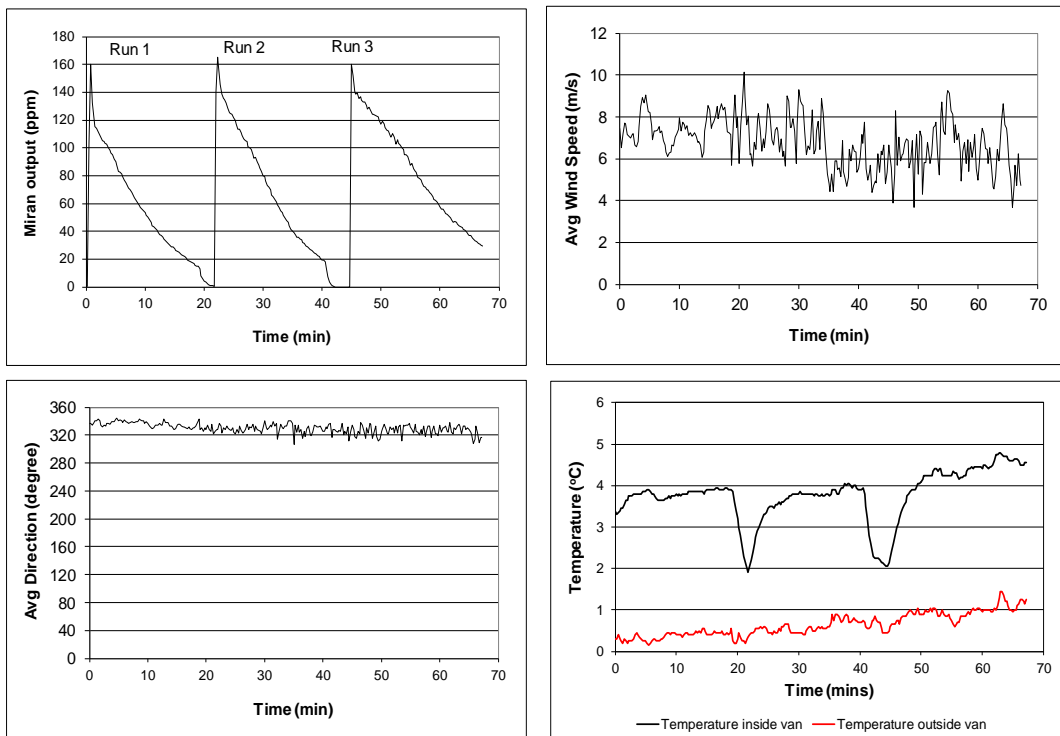 180
160
140
120
100
80
60
40
20
0
Miran output (ppm)
Run 1 Run 2 Run 3
0 10 20 30 40 50 60 70
Time (min)
12
10
8
6
4
2
0
Avg Wind Speed (m/s)
0 10 20 30 40 50 60 70
Time (min)
360
320
280
240
200
160
120
80
40
0
Avg Direction (degree)
0 10 20 30 40 50 60 70
Time (min)
6
5
4
3
2
1
0
Temperature (°C)
0 10 20 30 40 50 60 70
Time (mins)
Temperature inside van Temperature outside van